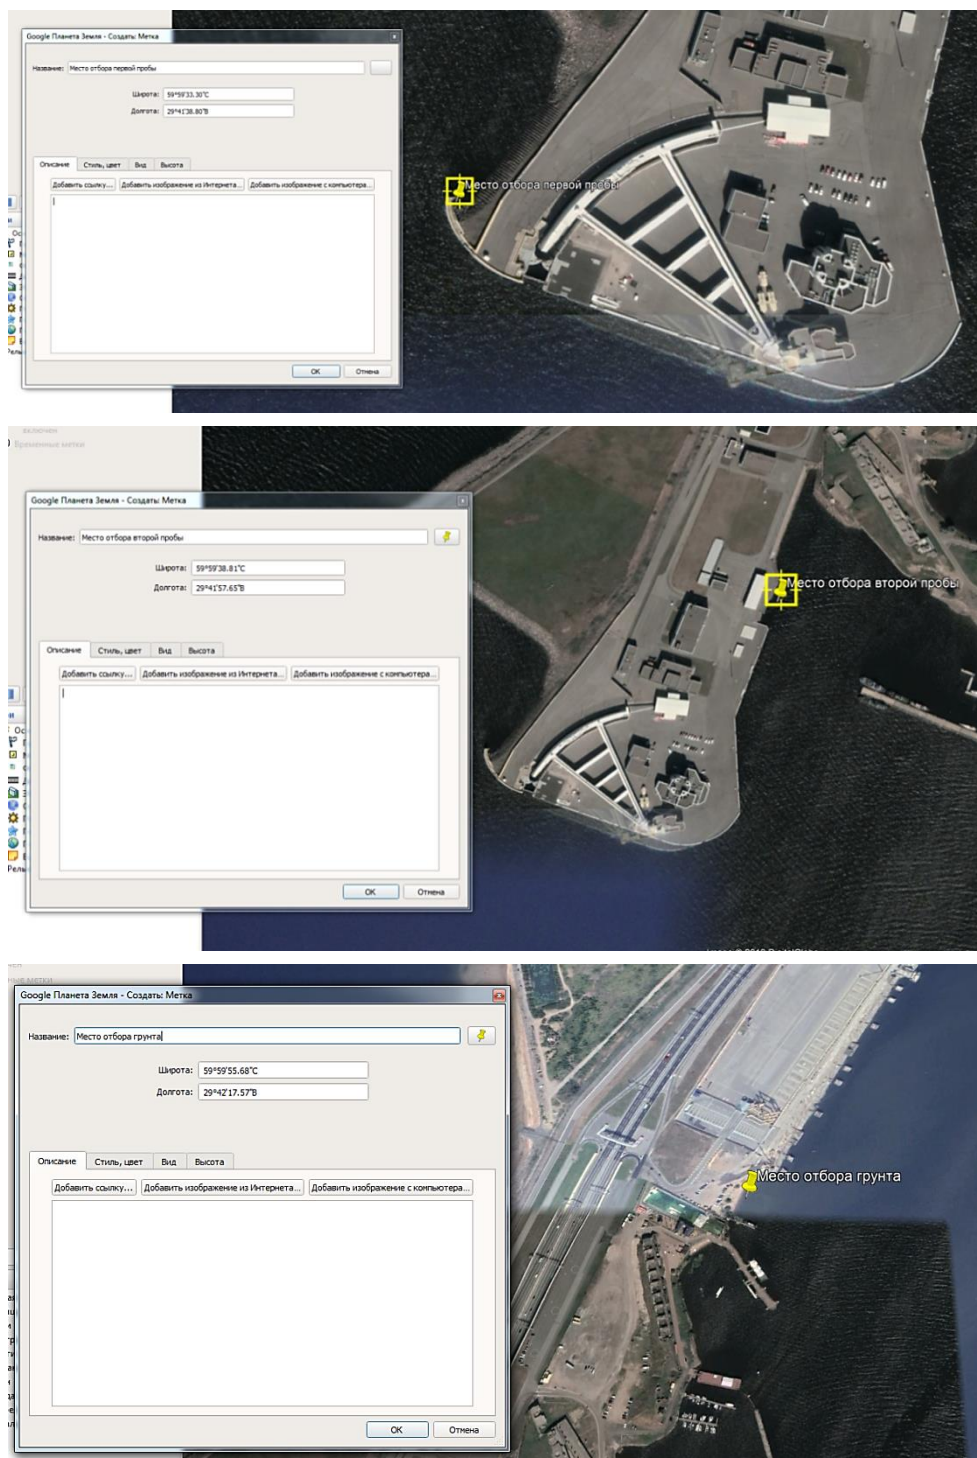 Google Планета Земля - Создать: Метка
Название: Место отбора первой пробы
Широта: 59°59'33.30"С
Долгота: 29°41'38.80"В
Описание Стиль, цвет Вид Высота
Добавить ссылку... Добавить изображение из Интернета... Добавить изображение с компьютера...
Место отбора первой пробы
ОК Отмена
включен
Временные метки
Google Планета Земля - Создать: Метка
Название: Место отбора второй пробы
Широта: 59°59'38.81"С
Долгота: 29°41'57.65"В
Место отбора второй пробы
Описание Стиль, цвет Вид Высота
Добавить ссылку... Добавить изображение из Интернета... Добавить изображение с компьютера...
ОК Отмена
Google Планета Земля - Создать: Метка
Название: Место отбора грунта
Широта: 59°59'55.68"С
Долгота: 29°42'17.57"В
Описание Стиль, цвет Вид Высота
Место отбора грунта
Добавить ссылку... Добавить изображение из Интернета... Добавить изображение с компьютера...
ОК Отмена